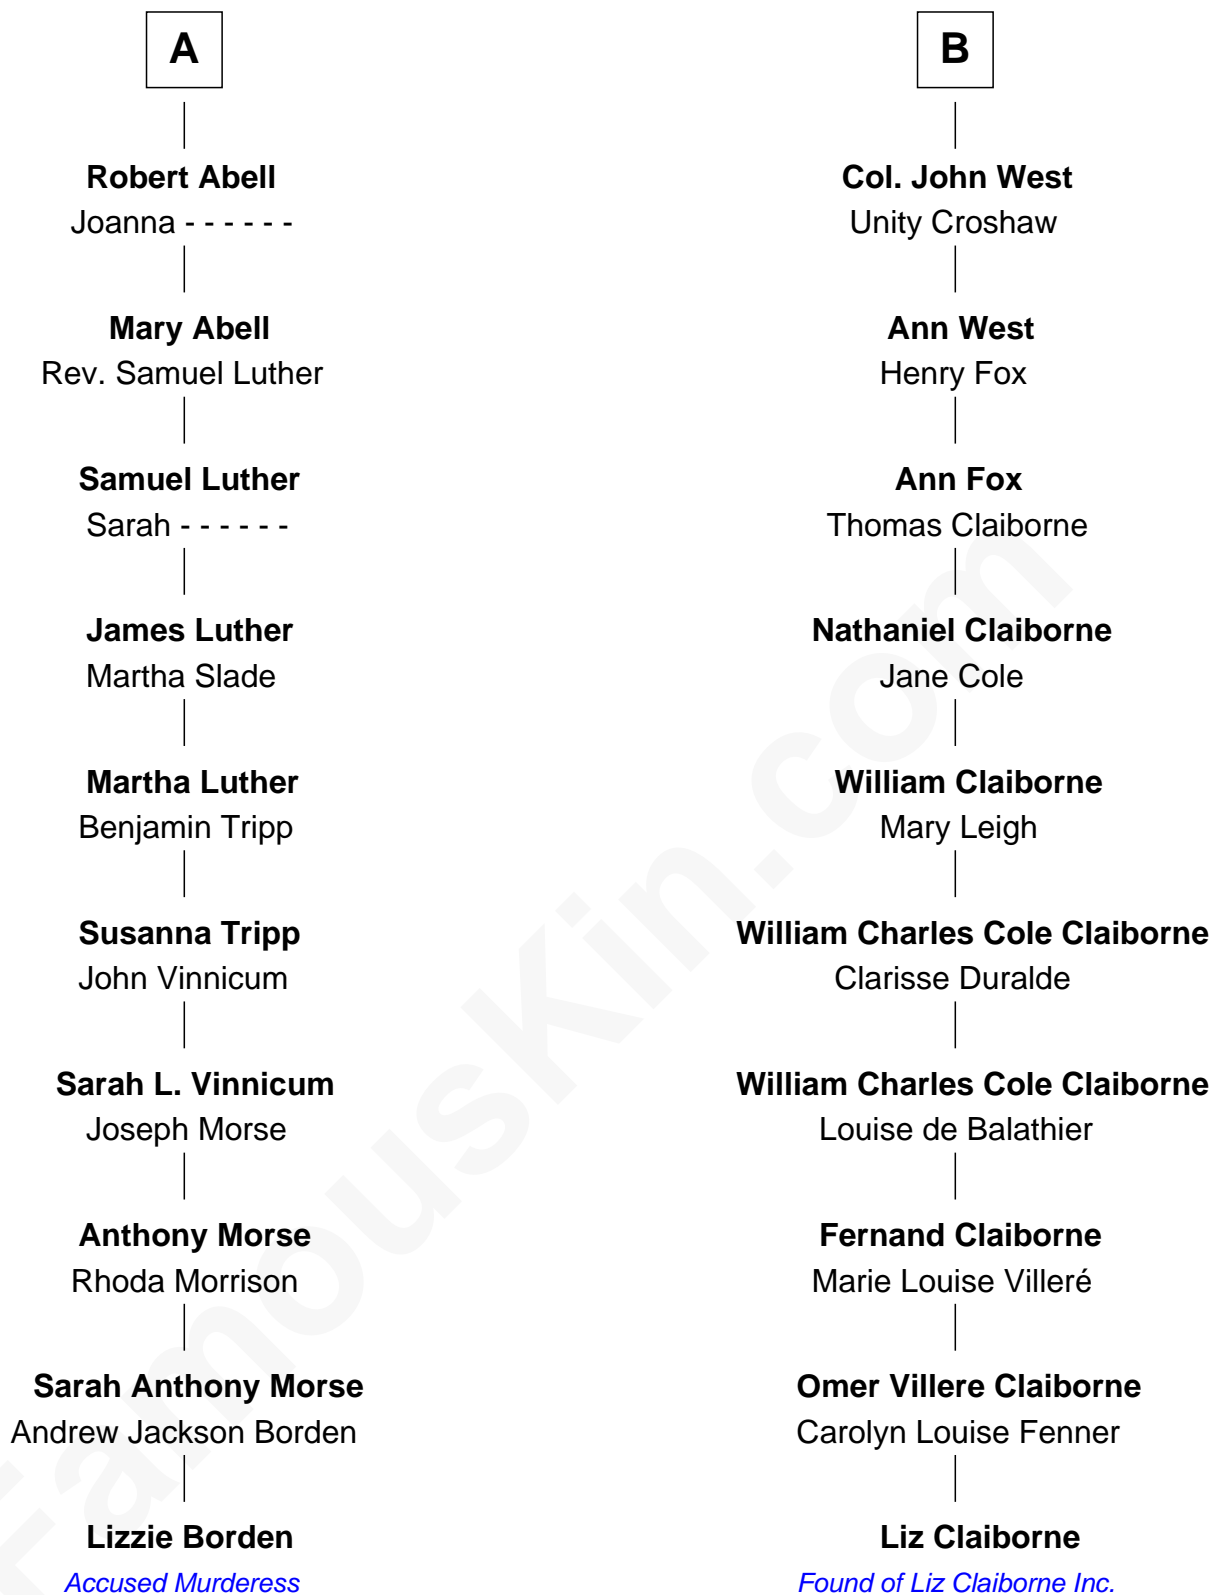 A
Robert Abell
Joanna - - - - - -
Mary Abell
Rev. Samuel Luther
Samuel Luther
Sarah - - - - - -
James Luther
Martha Slade
Martha Luther
Benjamin Tripp
Susanna Tripp
John Vinnicum
Sarah L. Vinnicum
Joseph Morse
Anthony Morse
Rhoda Morrison
Sarah Anthony Morse
Andrew Jackson Borden
Lizzie Borden
Accused Murderess
B
Col. John West
Unity Croshaw
Ann West
Henry Fox
Ann Fox
Thomas Claiborne
Nathaniel Claiborne
Jane Cole
William Claiborne
Mary Leigh
William Charles Cole Claiborne
Clarisse Duralde
William Charles Cole Claiborne
Louise de Balathier
Fernand Claiborne
Marie Louise Villeré
Omer Villere Claiborne
Carolyn Louise Fenner
Liz Claiborne
Found of Liz Claiborne Inc.
FamousKin.com